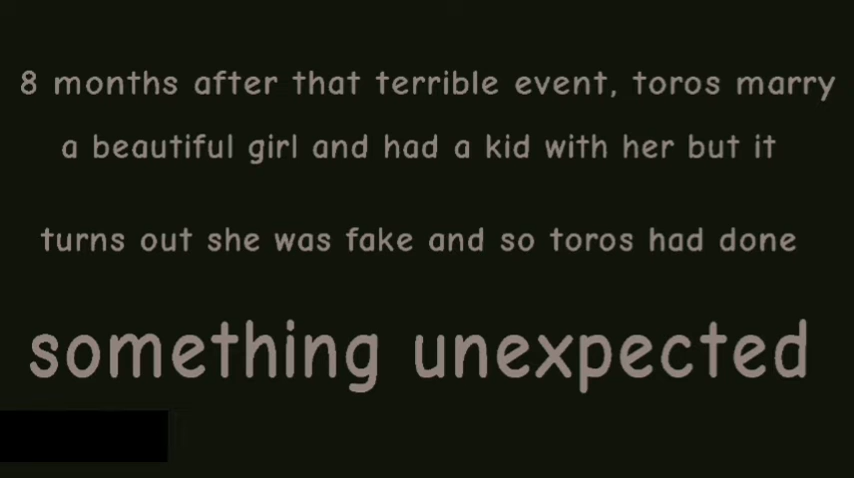 8 months after that terrible event, toros marry
a beautiful girl and had a kid with her but it
turns out she was fake and so toros had done
something unexpected